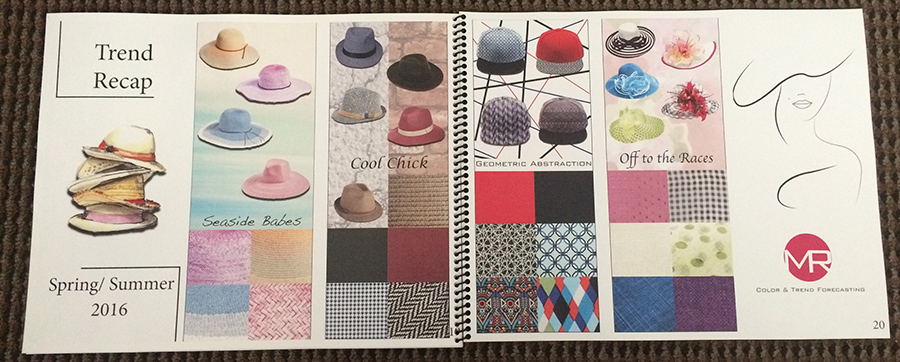 Trend
Recap
Spring/ Summer
2016
Seaside Babes
Cool Chick
Geometric Abstraction
Off to the Races
MR
Color & Trend Forecasting
20